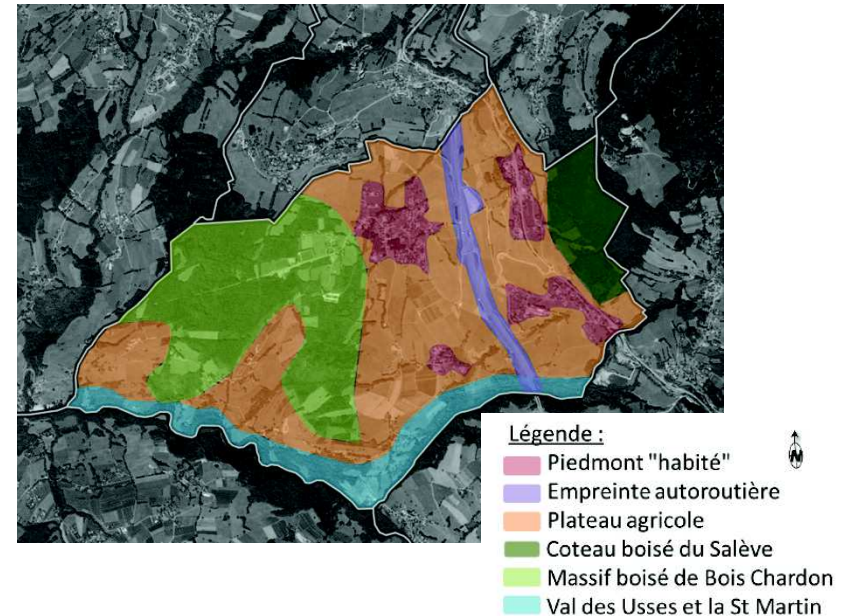 Légende :
Piedmont "habité"
Empreinte autoroutière
Plateau agricole
Coteau boisé du Salève
Massif boisé de Bois Chardon
Val des Usses et la St Martin